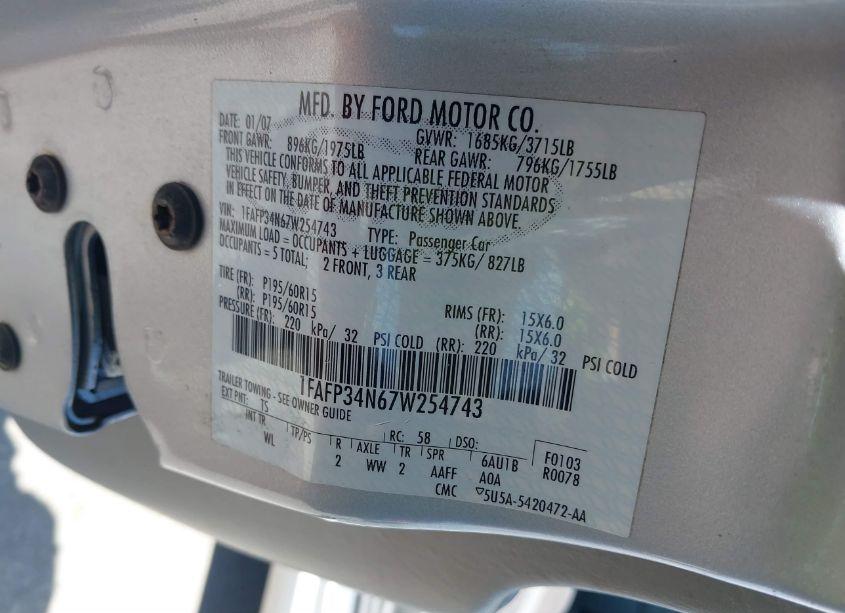 MFD. BY FORD MOTOR CO.
DATE: 01/07 GVWR: 1685KG/3715LB
FRONT GAWR: 896KG/1975LB REAR GAWR: 796KG/1755LB
THIS VEHICLE CONFORMS TO ALL APPLICABLE FEDERAL MOTOR
VEHICLE SAFETY, BUMPER, AND THEFT PREVENTION STANDARDS
IN EFFECT ON THE DATE OF MANUFACTURE SHOWN ABOVE.
VIN: 1FAFP34N67W254743 TYPE: Passenger Car
MAXIMUM LOAD = OCCUPANTS + LUGGAGE = 375KG/ 827LB
OCCUPANTS = 5 TOTAL; 2 FRONT, 3 REAR
TIRE (FR): P195/60R15 RIMS (FR): 15X6.0
(RR): P195/60R15 (RR): 15X6.0
PRESSURE (FR): 220 kPa/ 32 PSI COLD (RR): 220 kPa/ 32 PSI COLD
1FAFP34N67W254743
TRAILER TOWING - SEE OWNER GUIDE
EXT PNT: TS RC: 58 DSO: F0103
INT TR TP/PS R AXLE TR SPR 6AU1B R0078
WL 2 WW 2 AAFF A0A
CMC ▽5U5A-5420472-AA